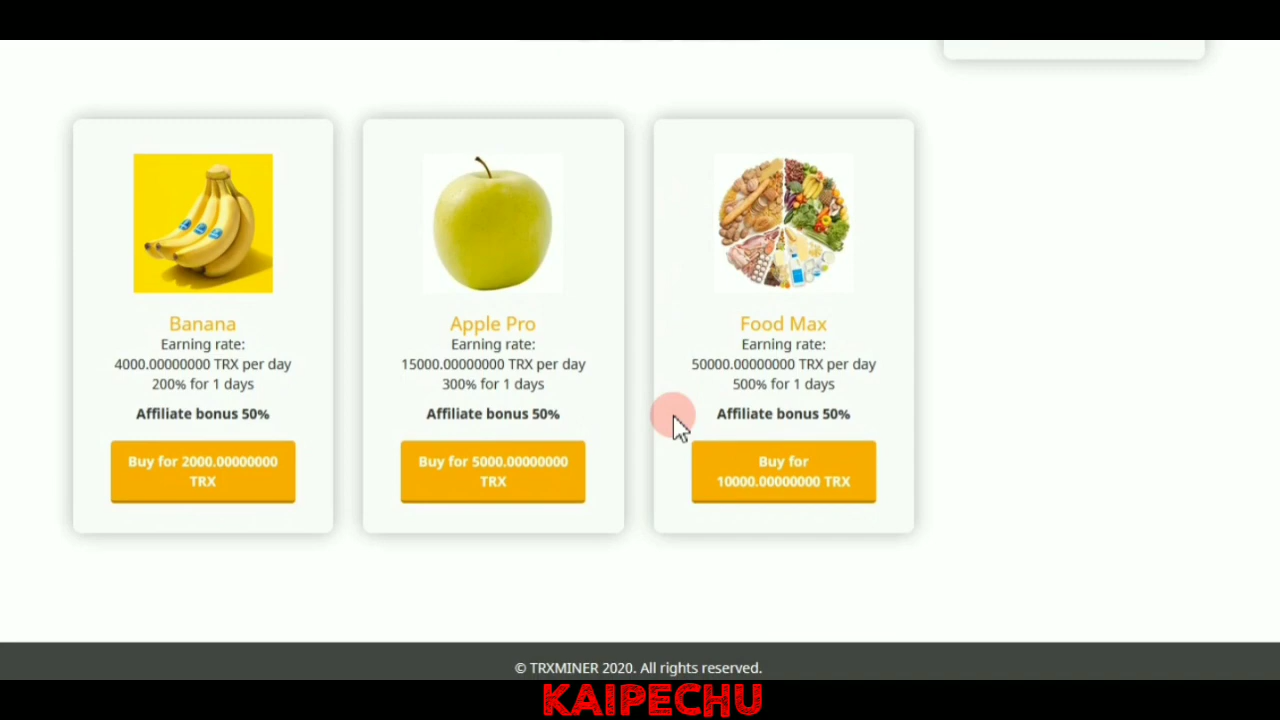 Banana
Earning rate:
4000.00000000 TRX per day
200% for 1 days
Affiliate bonus 50%
Buy for 2000.00000000
TRX
Apple Pro
Earning rate:
15000.00000000 TRX per day
300% for 1 days
Affiliate bonus 50%
Buy for 5000.00000000
TRX
Food Max
Earning rate:
50000.00000000 TRX per day
500% for 1 days
Affiliate bonus 50%
Buy for
10000.00000000 TRX
© TRXMINER 2020. All rights reserved.
KAIPECHU